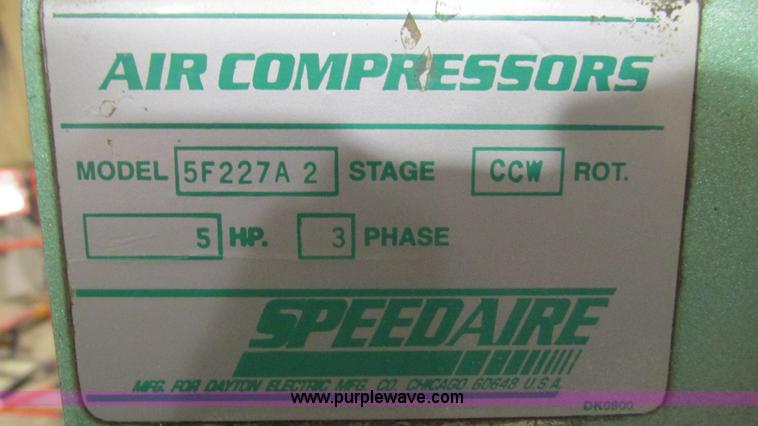 AIR COMPRESSORS
MODEL 5F227A 2 STAGE CCW ROT.
5 HP. 3 PHASE
SPEEDAIRE
MFG. FOR DAYTON ELECTRIC MFG. CO. CHICAGO 60648 U.S.A.
www.purplewave.com
DK0800